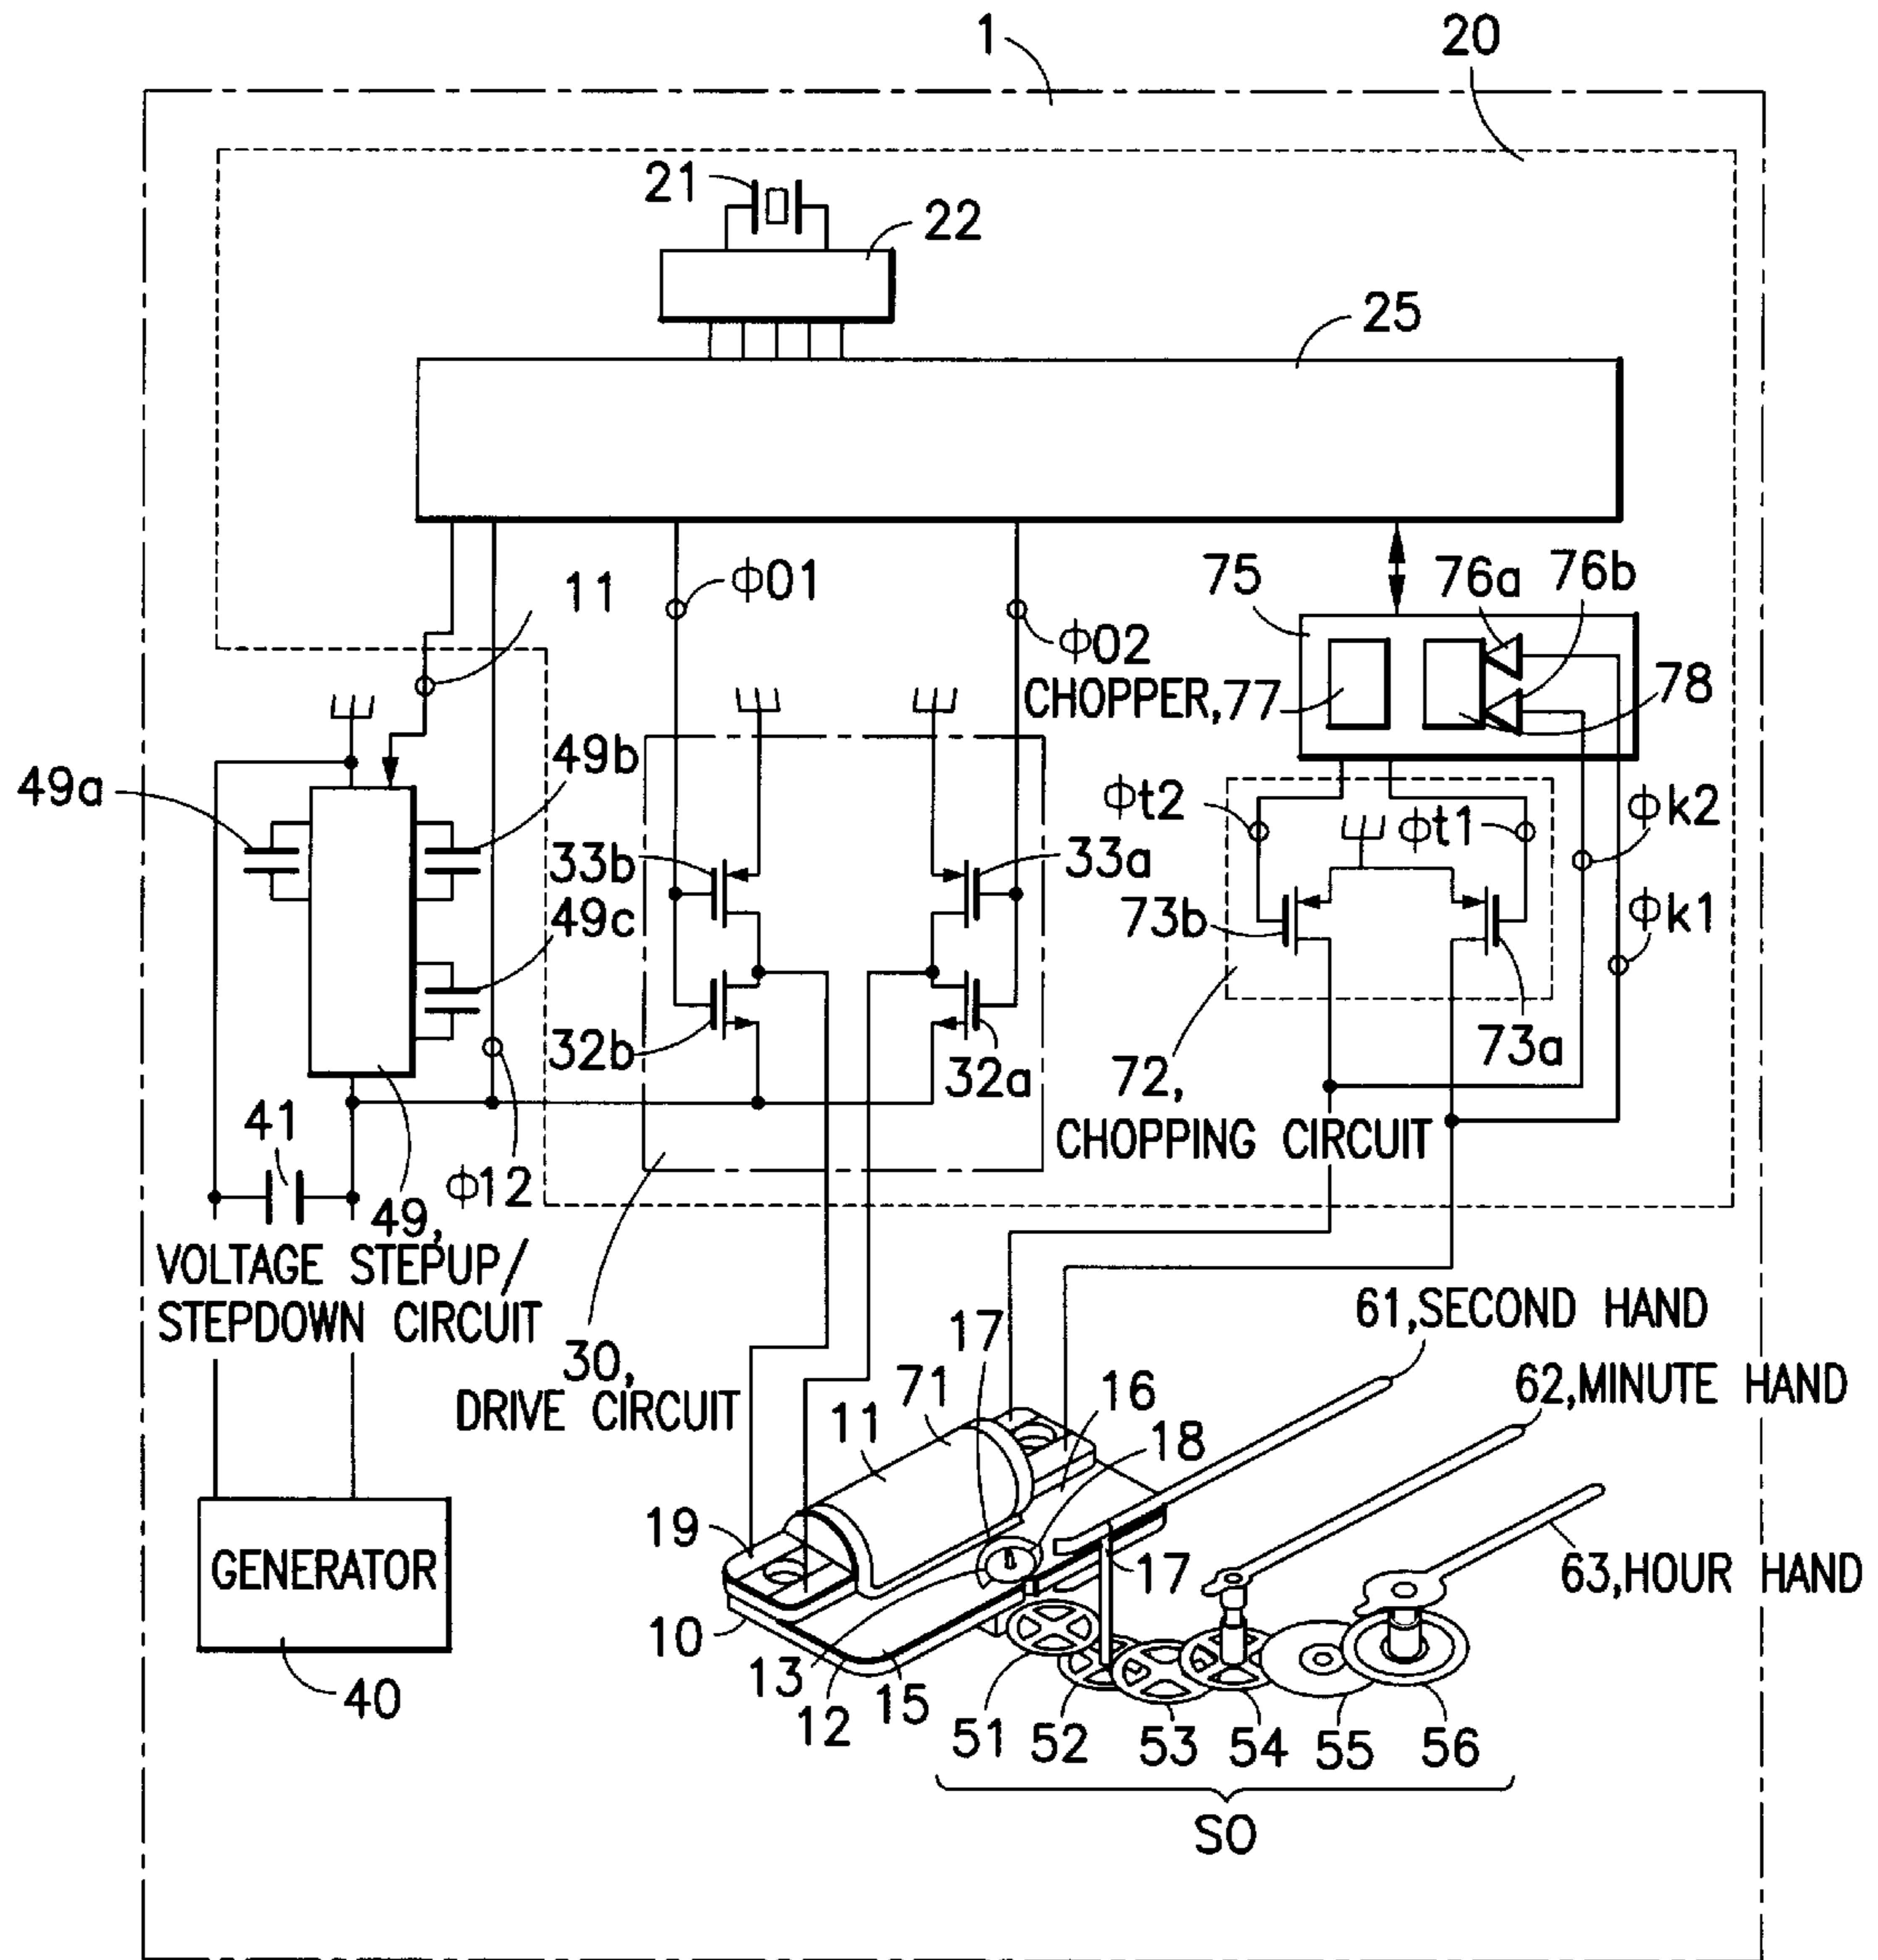 1
20
21
22
25
11
Φ01
Φ02
75
76a
76b
CHOPPER,77
78
49a
49b
49c
33b
33a
Φt2
Φt1
Φk2
Φk1
73b
73a
32b
32a
72,
CHOPPING CIRCUIT
41
Φ12
49,
VOLTAGE STEPUP/
STEPDOWN CIRCUIT
30,
DRIVE CIRCUIT
17
61,SECOND HAND
62,MINUTE HAND
71
11
16
18
19
17
63,HOUR HAND
GENERATOR
10
40
13
12
15
51
52
53
54
55
56
SO